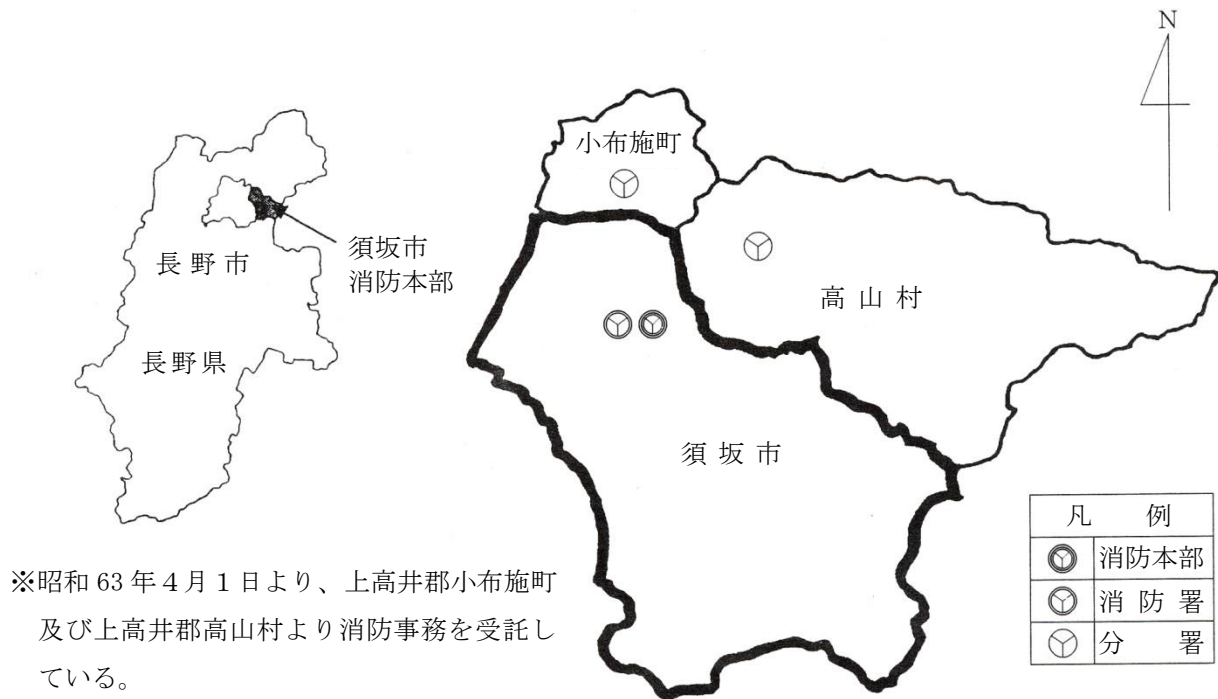 N
小布施町
須坂市
消防本部
長野市
高山村
長野県
須坂市
凡例
消防本部
消防署
分署
※昭和 63 年４月１日より、上高井郡小布施町
及び上高井郡高山村より消防事務を受託し
ている。